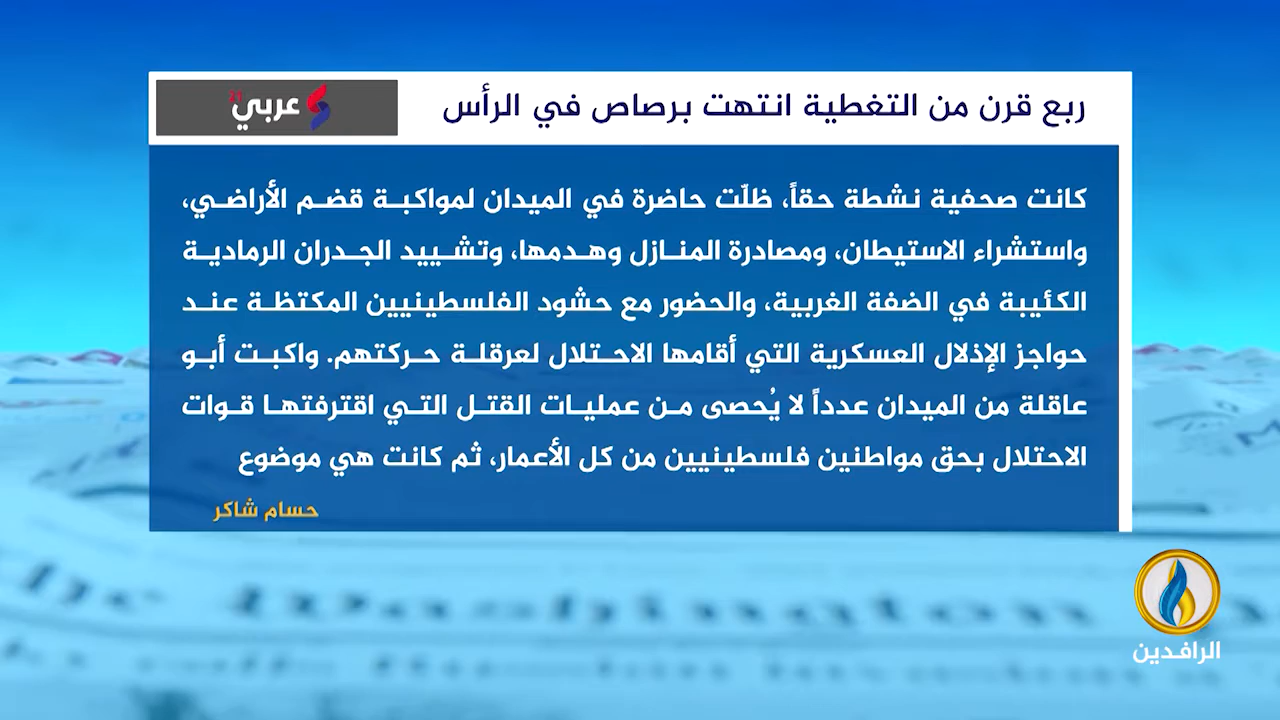 ربع قرن من التغطية انتهت برصاص في الرأس
عربي21
كانت صحفية نشطة حقاً، ظلّت حاضرة في الميدان لمواكبة قضم الأراضي،
واستشراء الاستيطان، ومصادرة المنازل وهدمها، وتشييد الجدران الرمادية
الكئيبة في الضفة الغربية، والحضور مع حشود الفلسطينيين المكتظة عند
حواجز الإذلال العسكرية التي أقامها الاحتلال لعرقلة حركتهم. واكبت أبو
عاقلة من الميدان عدداً لا يُحصى من عمليات القتل التي اقترفتها قوات
الاحتلال بحق مواطنين فلسطينيين من كل الأعمار، ثم كانت هي موضوع
حسام شاكر
الرافدين